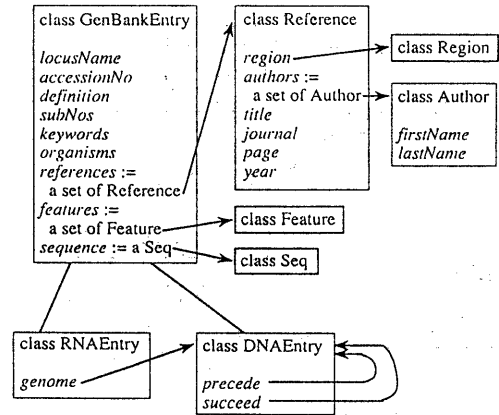 class GenBankEntry
locusName
accessionNo
definition
subNos
keywords
organisms
references :=
a set of Reference
features :=
a set of Feature
sequence := a Seq
class Reference
region
authors :=
a set of Author
title
journal
page
year
class Region
class Author
firstName
lastName
class Feature
class Seq
class RNAEntry
genome
class DNAEntry
precede
succeed